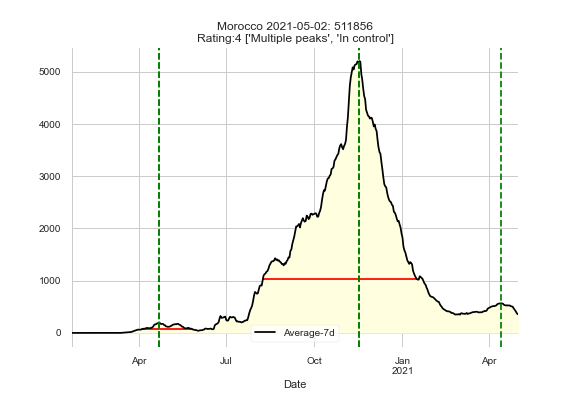 Morocco 2021-05-02: 511856
Rating:4 ['Multiple peaks', 'In control']
5000
4000
3000
2000
1000
0
Average-7d
Apr
Jul
Oct
Jan
2021
Apr
Date